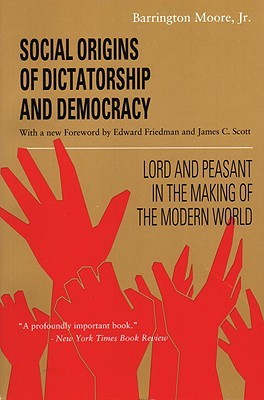 Barrington Moore, Jr.
SOCIAL ORIGINS
OF DICTATORSHIP
AND DEMOCRACY
With a new Foreword by Edward Friedman and James C. Scott
LORD AND PEASANT
IN THE MAKING OF
THE MODERN WORLD
"A profoundly important book."
- New York Times Book Review